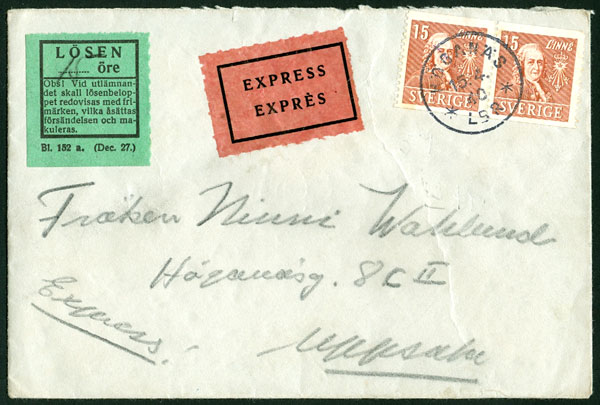 LÖSEN
15 öre
Obs! Vid utlämnan-
det skall lösenbelop-
pet redovisas med fri-
märken, vilka åsättas
försändelsen och ma-
kuleras.
Bl. 152 a. (Dec. 27.)
EXPRESS
EXPRÈS
15 LINNÉ
SVERIGE
15 LINNÉ
SVERIGE
Fröken Ninni Wahlund
Höganäsg. 8C II
Express.
Uppsala